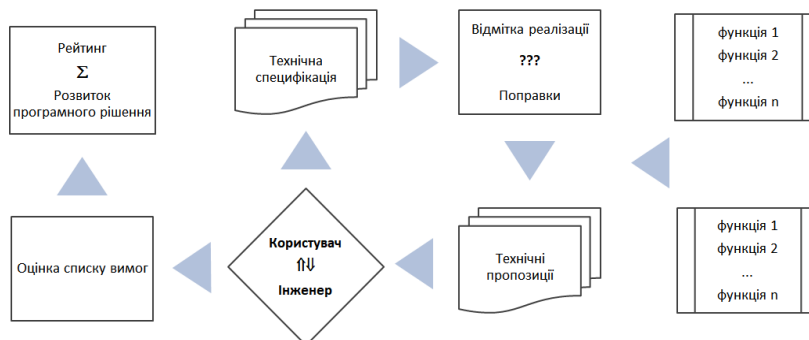 Рейтинг
Σ
Розвиток
програмного рішення
Технічна
специфікація
Відмітка реалізації
???
Поправки
функція 1
функція 2
...
функція n
Оцінка списку вимог
Користувач
⇑⇓
Інженер
Технічні
пропозиції
функція 1
функція 2
...
функція n